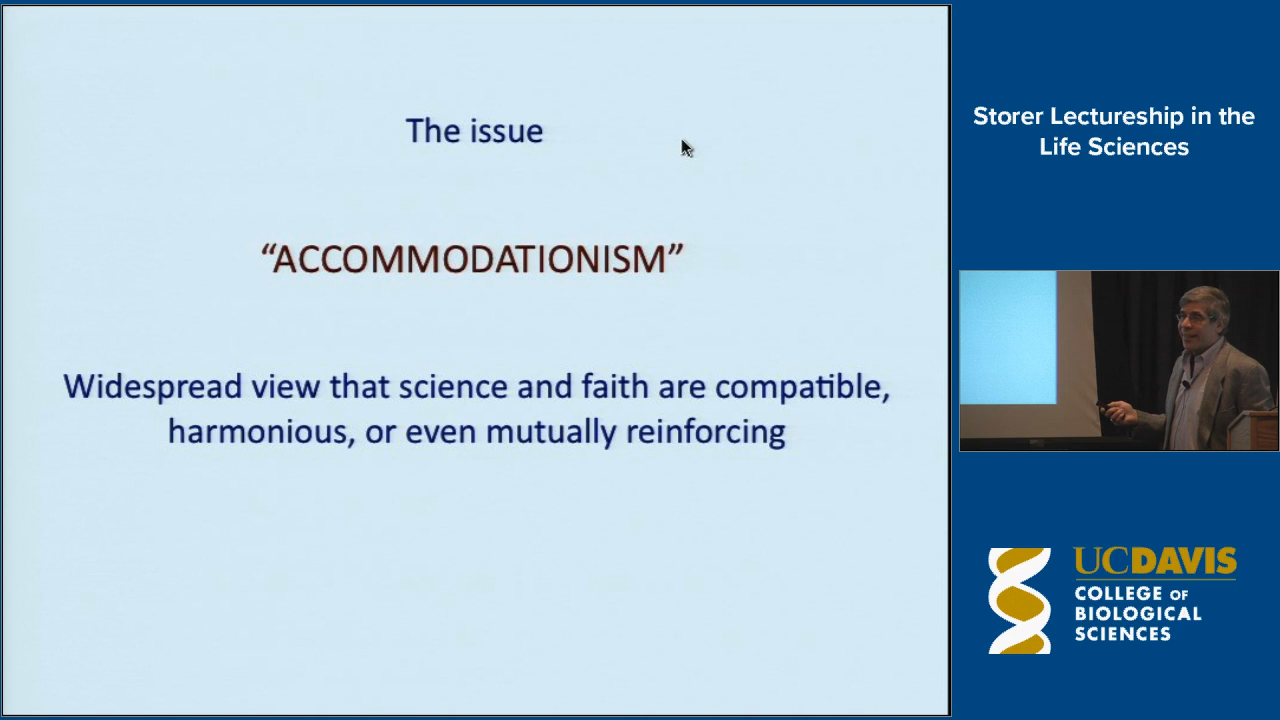 The issue
“ACCOMMODATIONISM”
Widespread view that science and faith are compatible,
harmonious, or even mutually reinforcing
Storer Lectureship in the
Life Sciences
UCDAVIS
COLLEGE OF
BIOLOGICAL
SCIENCES